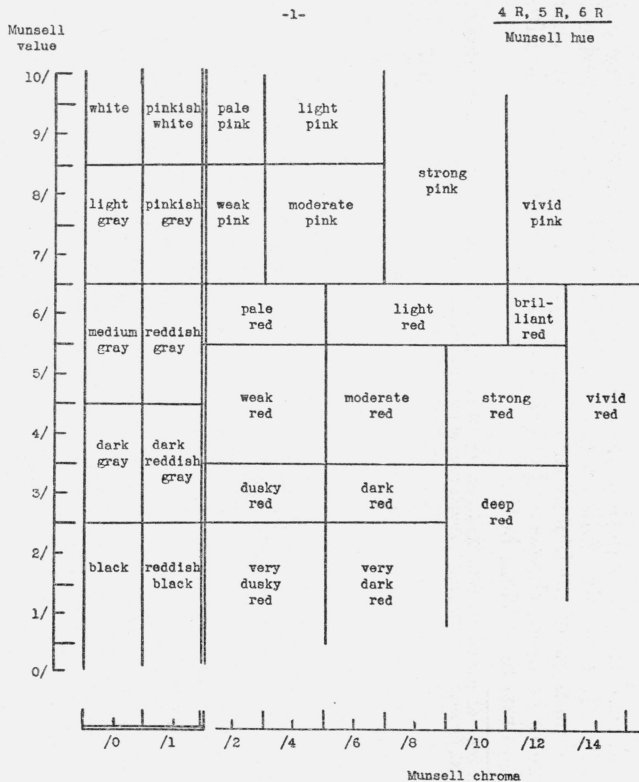 -1-
4 R, 5 R, 6 R
Munsell hue
Munsell
value
10/
white
pinkish
white
pale
pink
light
pink
9/
strong
pink
8/
light
gray
pinkish
gray
weak
pink
moderate
pink
vivid
pink
7/
pale
red
light
red
bril-
liant
red
6/
medium
gray
reddish
gray
5/
weak
red
moderate
red
strong
red
vivid
red
4/
dark
gray
dark
reddish
gray
3/
dusky
red
dark
red
deep
red
2/
black
reddish
black
very
dusky
red
very
dark
red
1/
0/
/0
/1
/2
/4
/6
/8
/10
/12
/14
Munsell chroma